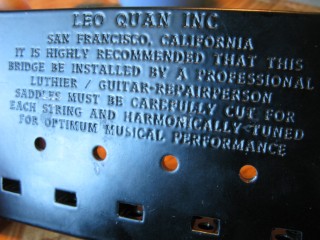 LEO QUAN INC
SAN FRANCISCO, CALIFORNIA
IT IS HIGHLY RECOMMENDED THAT THIS
BRIDGE BE INSTALLED BY A PROFESSIONAL
LUTHIER / GUITAR-REPAIRPERSON
SADDLES MUST BE CAREFULLY CUT FOR
EACH STRING AND HARMONICALLY-TUNED
FOR OPTIMUM MUSICAL PERFORMANCE